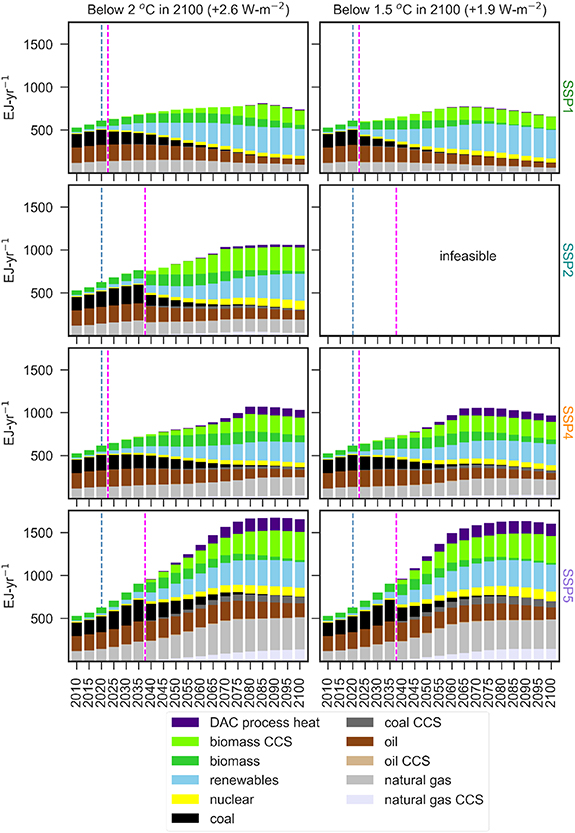 Below 2 °C in 2100 (+2.6 W-m⁻²)
Below 1.5 °C in 2100 (+1.9 W-m⁻²)
EJ-yr⁻¹
1500
1000
500
SSP1
EJ-yr⁻¹
1500
1000
500
infeasible
SSP2
EJ-yr⁻¹
1500
1000
500
SSP4
EJ-yr⁻¹
1500
1000
500
SSP5
2010 2015 2020 2025 2030 2035 2040 2045 2050 2055 2060 2065 2070 2075 2080 2085 2090 2095 2100
2010 2015 2020 2025 2030 2035 2040 2045 2050 2055 2060 2065 2070 2075 2080 2085 2090 2095 2100
DAC process heat
biomass CCS
biomass
renewables
nuclear
coal
coal CCS
oil
oil CCS
natural gas
natural gas CCS